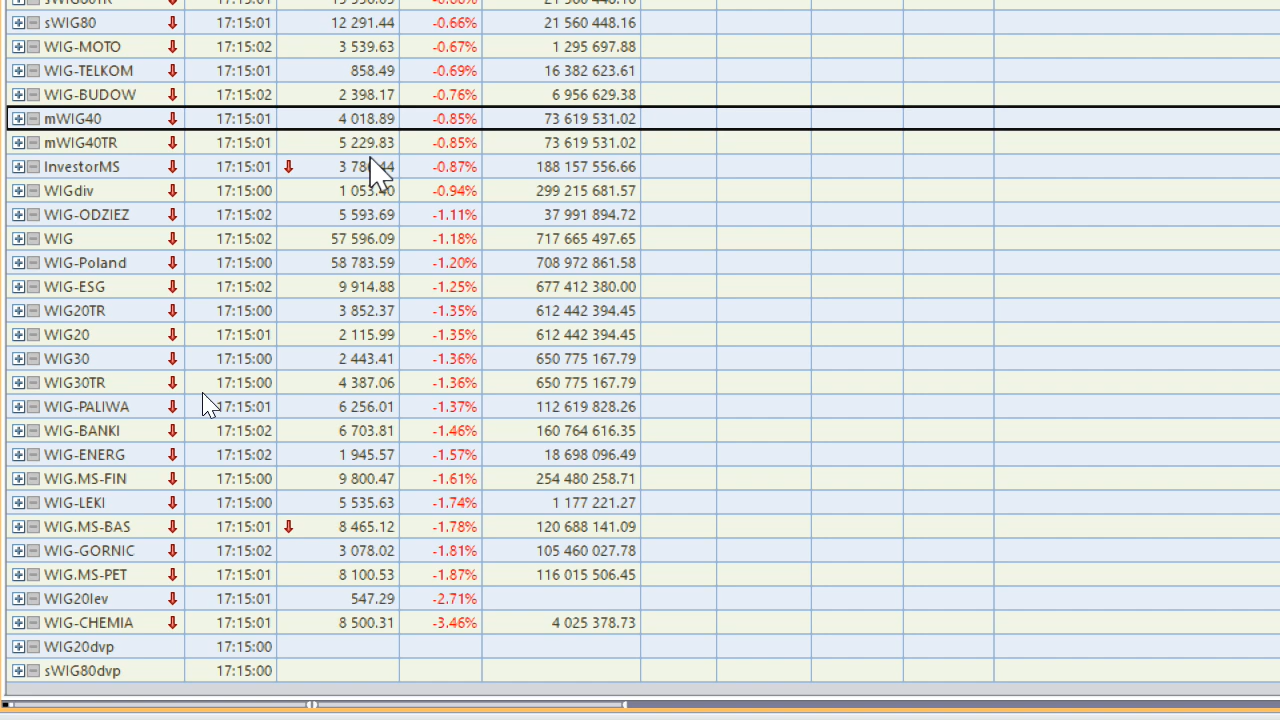 sWIG80 17:15:01 12 291.44 -0.66% 21 560 448.16
WIG-MOTO 17:15:02 3 539.63 -0.67% 1 295 697.88
WIG-TELKOM 17:15:01 858.49 -0.69% 16 382 623.61
WIG-BUDOW 17:15:02 2 398.17 -0.76% 6 956 629.38
mWIG40 17:15:01 4 018.89 -0.85% 73 619 531.02
mWIG40TR 17:15:01 5 229.83 -0.85% 73 619 531.02
InvestorMS 17:15:01 -0.87% 188 157 556.66
WIGdiv 17:15:00 -0.94% 299 215 681.57
WIG-ODZIEZ 17:15:02 5 593.69 -1.11% 37 991 894.72
WIG 17:15:02 57 596.09 -1.18% 717 665 497.65
WIG-Poland 17:15:00 58 783.59 -1.20% 708 972 861.58
WIG-ESG 17:15:02 9 914.88 -1.25% 677 412 380.00
WIG20TR 17:15:00 3 852.37 -1.35% 612 442 394.45
WIG20 17:15:01 2 115.99 -1.35% 612 442 394.45
WIG30 17:15:00 2 443.41 -1.36% 650 775 167.79
WIG30TR 17:15:00 4 387.06 -1.36% 650 775 167.79
WIG-PALIWA 17:15:01 6 256.01 -1.37% 112 619 828.26
WIG-BANKI 17:15:02 6 703.81 -1.46% 160 764 616.35
WIG-ENERG 17:15:02 1 945.57 -1.57% 18 698 096.49
WIG.MS-FIN 17:15:00 9 800.47 -1.61% 254 480 258.71
WIG-LEKI 17:15:00 5 535.63 -1.74% 1 177 221.27
WIG.MS-BAS 17:15:01 8 465.12 -1.78% 120 688 141.09
WIG-GORNIC 17:15:02 3 078.02 -1.81% 105 460 027.78
WIG.MS-PET 17:15:01 8 100.53 -1.87% 116 015 506.45
WIG20lev 17:15:01 547.29 -2.71%
WIG-CHEMIA 17:15:01 8 500.31 -3.46% 4 025 378.73
WIG20dvp 17:15:00
sWIG80dvp 17:15:00